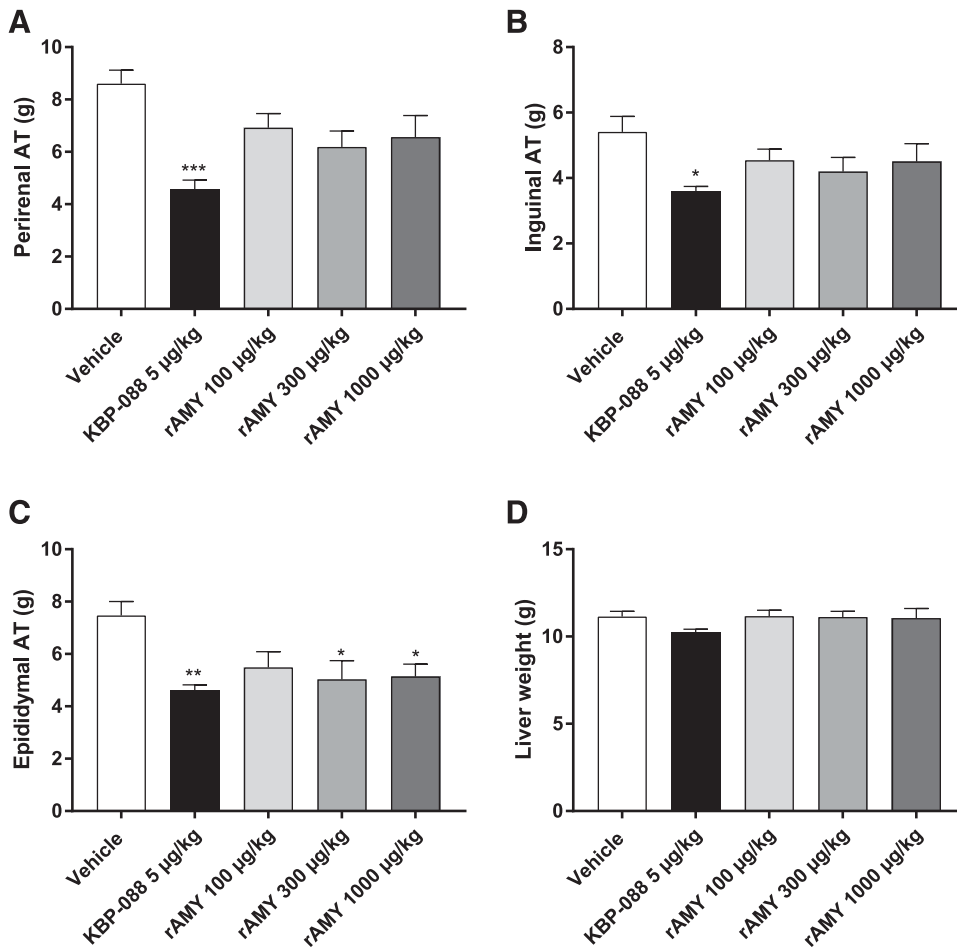 A
Perirenal AT (g)
10
8
6
4
2
0
***
Vehicle
KBP-088 5 µg/kg
rAMY 100 µg/kg
rAMY 300 µg/kg
rAMY 1000 µg/kg
B
Inguinal AT (g)
8
6
4
2
0
*
Vehicle
KBP-088 5 µg/kg
rAMY 100 µg/kg
rAMY 300 µg/kg
rAMY 1000 µg/kg
C
Epididymal AT (g)
10
8
6
4
2
0
**
*
*
Vehicle
KBP-088 5 µg/kg
rAMY 100 µg/kg
rAMY 300 µg/kg
rAMY 1000 µg/kg
D
Liver weight (g)
15
10
5
0
Vehicle
KBP-088 5 µg/kg
rAMY 100 µg/kg
rAMY 300 µg/kg
rAMY 1000 µg/kg